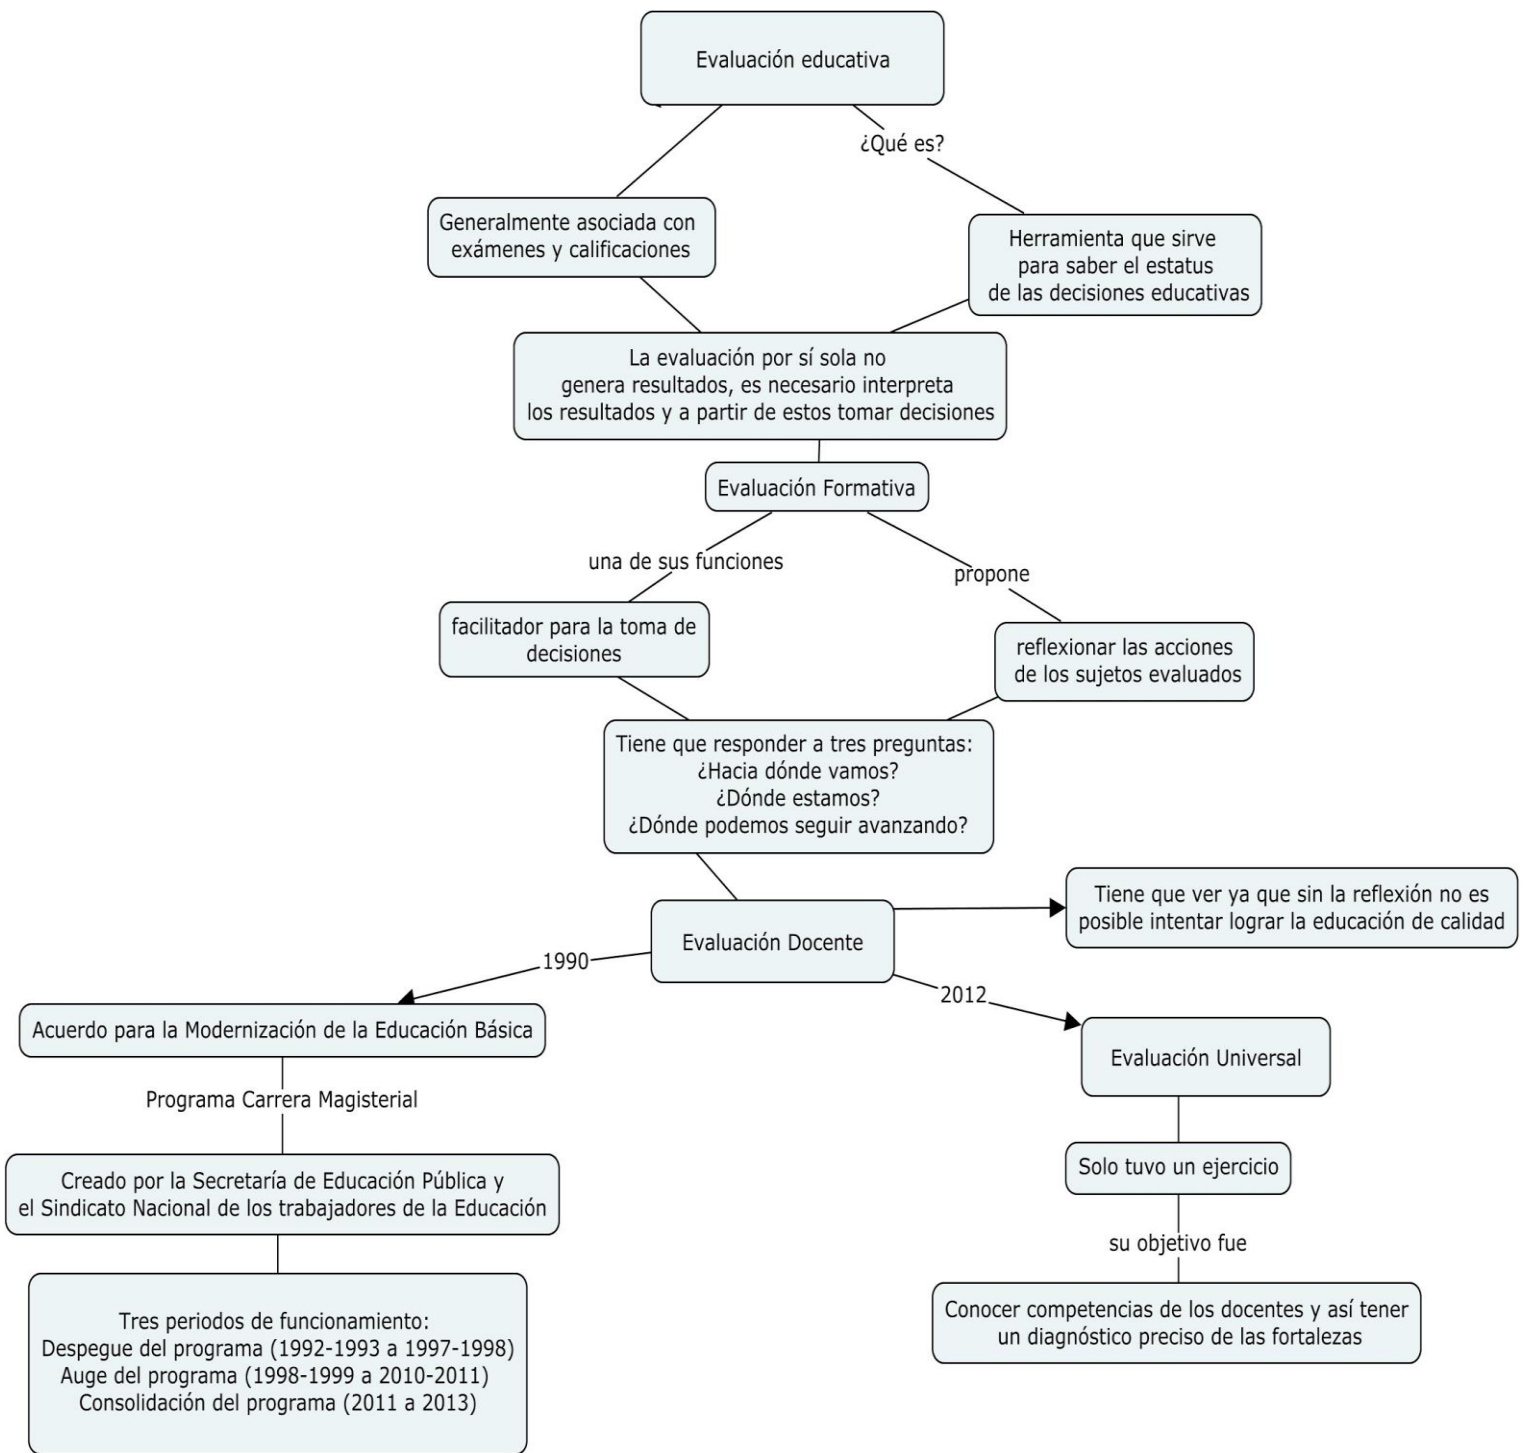 Evaluación educativa
¿Qué es?
Generalmente asociada con
exámenes y calificaciones
Herramienta que sirve
para saber el estatus
de las decisiones educativas
La evaluación por sí sola no
genera resultados, es necesario interpreta
los resultados y a partir de estos tomar decisiones
Evaluación Formativa
una de sus funciones
propone
facilitador para la toma de
decisiones
reflexionar las acciones
de los sujetos evaluados
Tiene que responder a tres preguntas:
¿Hacia dónde vamos?
¿Dónde estamos?
¿Dónde podemos seguir avanzando?
Tiene que ver ya que sin la reflexión no es
posible intentar lograr la educación de calidad
Evaluación Docente
1990
2012
Acuerdo para la Modernización de la Educación Básica
Evaluación Universal
Programa Carrera Magisterial
Creado por la Secretaría de Educación Pública y
el Sindicato Nacional de los trabajadores de la Educación
Solo tuvo un ejercicio
su objetivo fue
Conocer competencias de los docentes y así tener
un diagnóstico preciso de las fortalezas
Tres periodos de funcionamiento:
Despegue del programa (1992-1993 a 1997-1998)
Auge del programa (1998-1999 a 2010-2011)
Consolidación del programa (2011 a 2013)